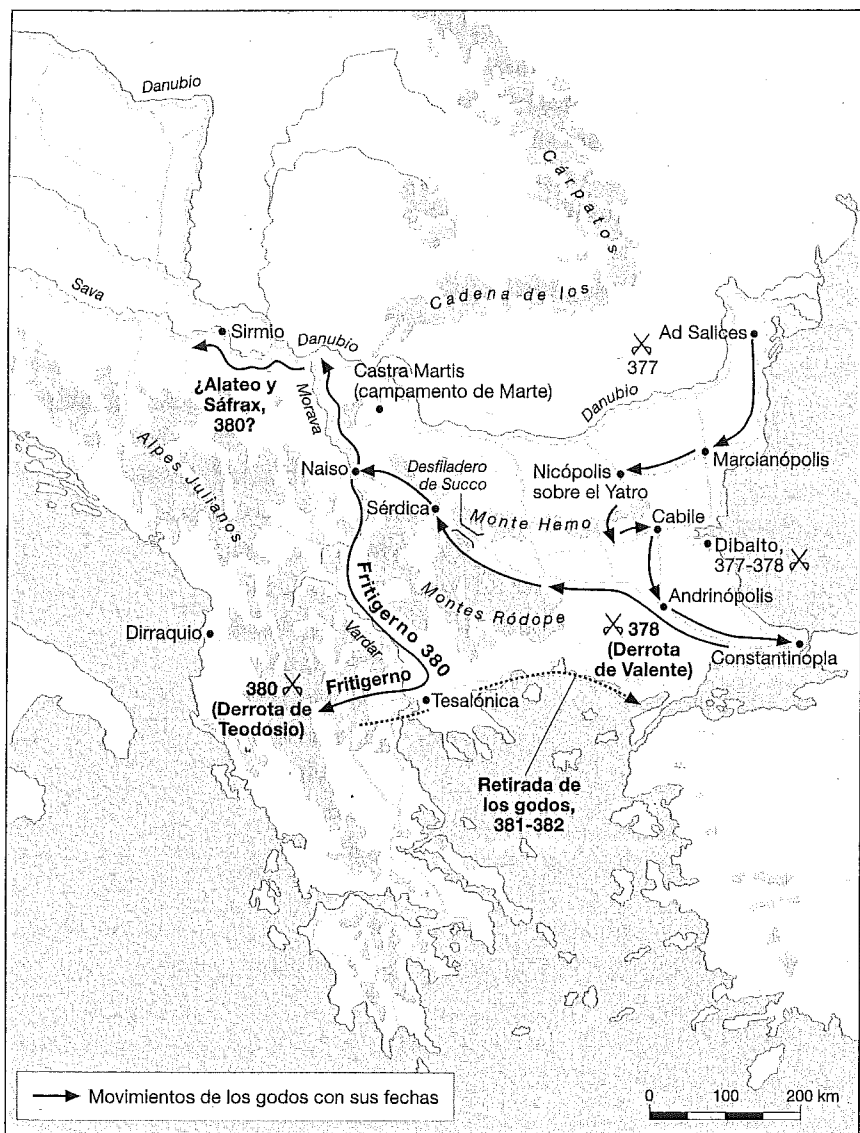 Danubio
Cárpatos
Cadena de los
Sava
Sirmio
Danubio
Ad Salices
377
Castra Martis
(campamento de Marte)
¿Alateo y
Sáfrax,
380?
Morava
Danubio
Alpes Julianos
Marcianópolis
Naiso
Desfiladero
de Succo
Nicópolis
sobre el Yatro
Sérdica
Monte Hemo
Cabile
Dibalto,
377-378
Fritigerno 380
Montes Ródope
Andrinópolis
Dirraquio
Vardar
378
(Derrota
de Valente)
Constantinopla
380
(Derrota de
Teodosio)
Fritigerno
Tesalónica
Retirada de
los godos,
381-382
Movimientos de los godos con sus fechas
0 100 200 km